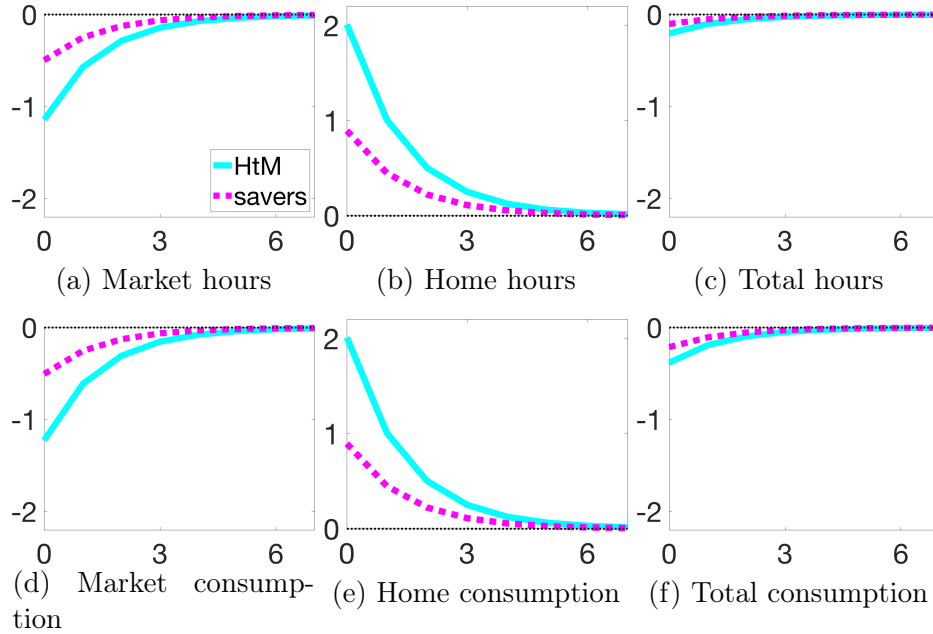 0
-1
-2
HtM
savers
0 3 6
(a) Market hours
2
1
0
0 3 6
(b) Home hours
0
-1
-2
0 3 6
(c) Total hours
0
-1
-2
0 3 6
(d) Market consump-
tion
2
1
0
0 3 6
(e) Home consumption
0
-1
-2
0 3 6
(f) Total consumption